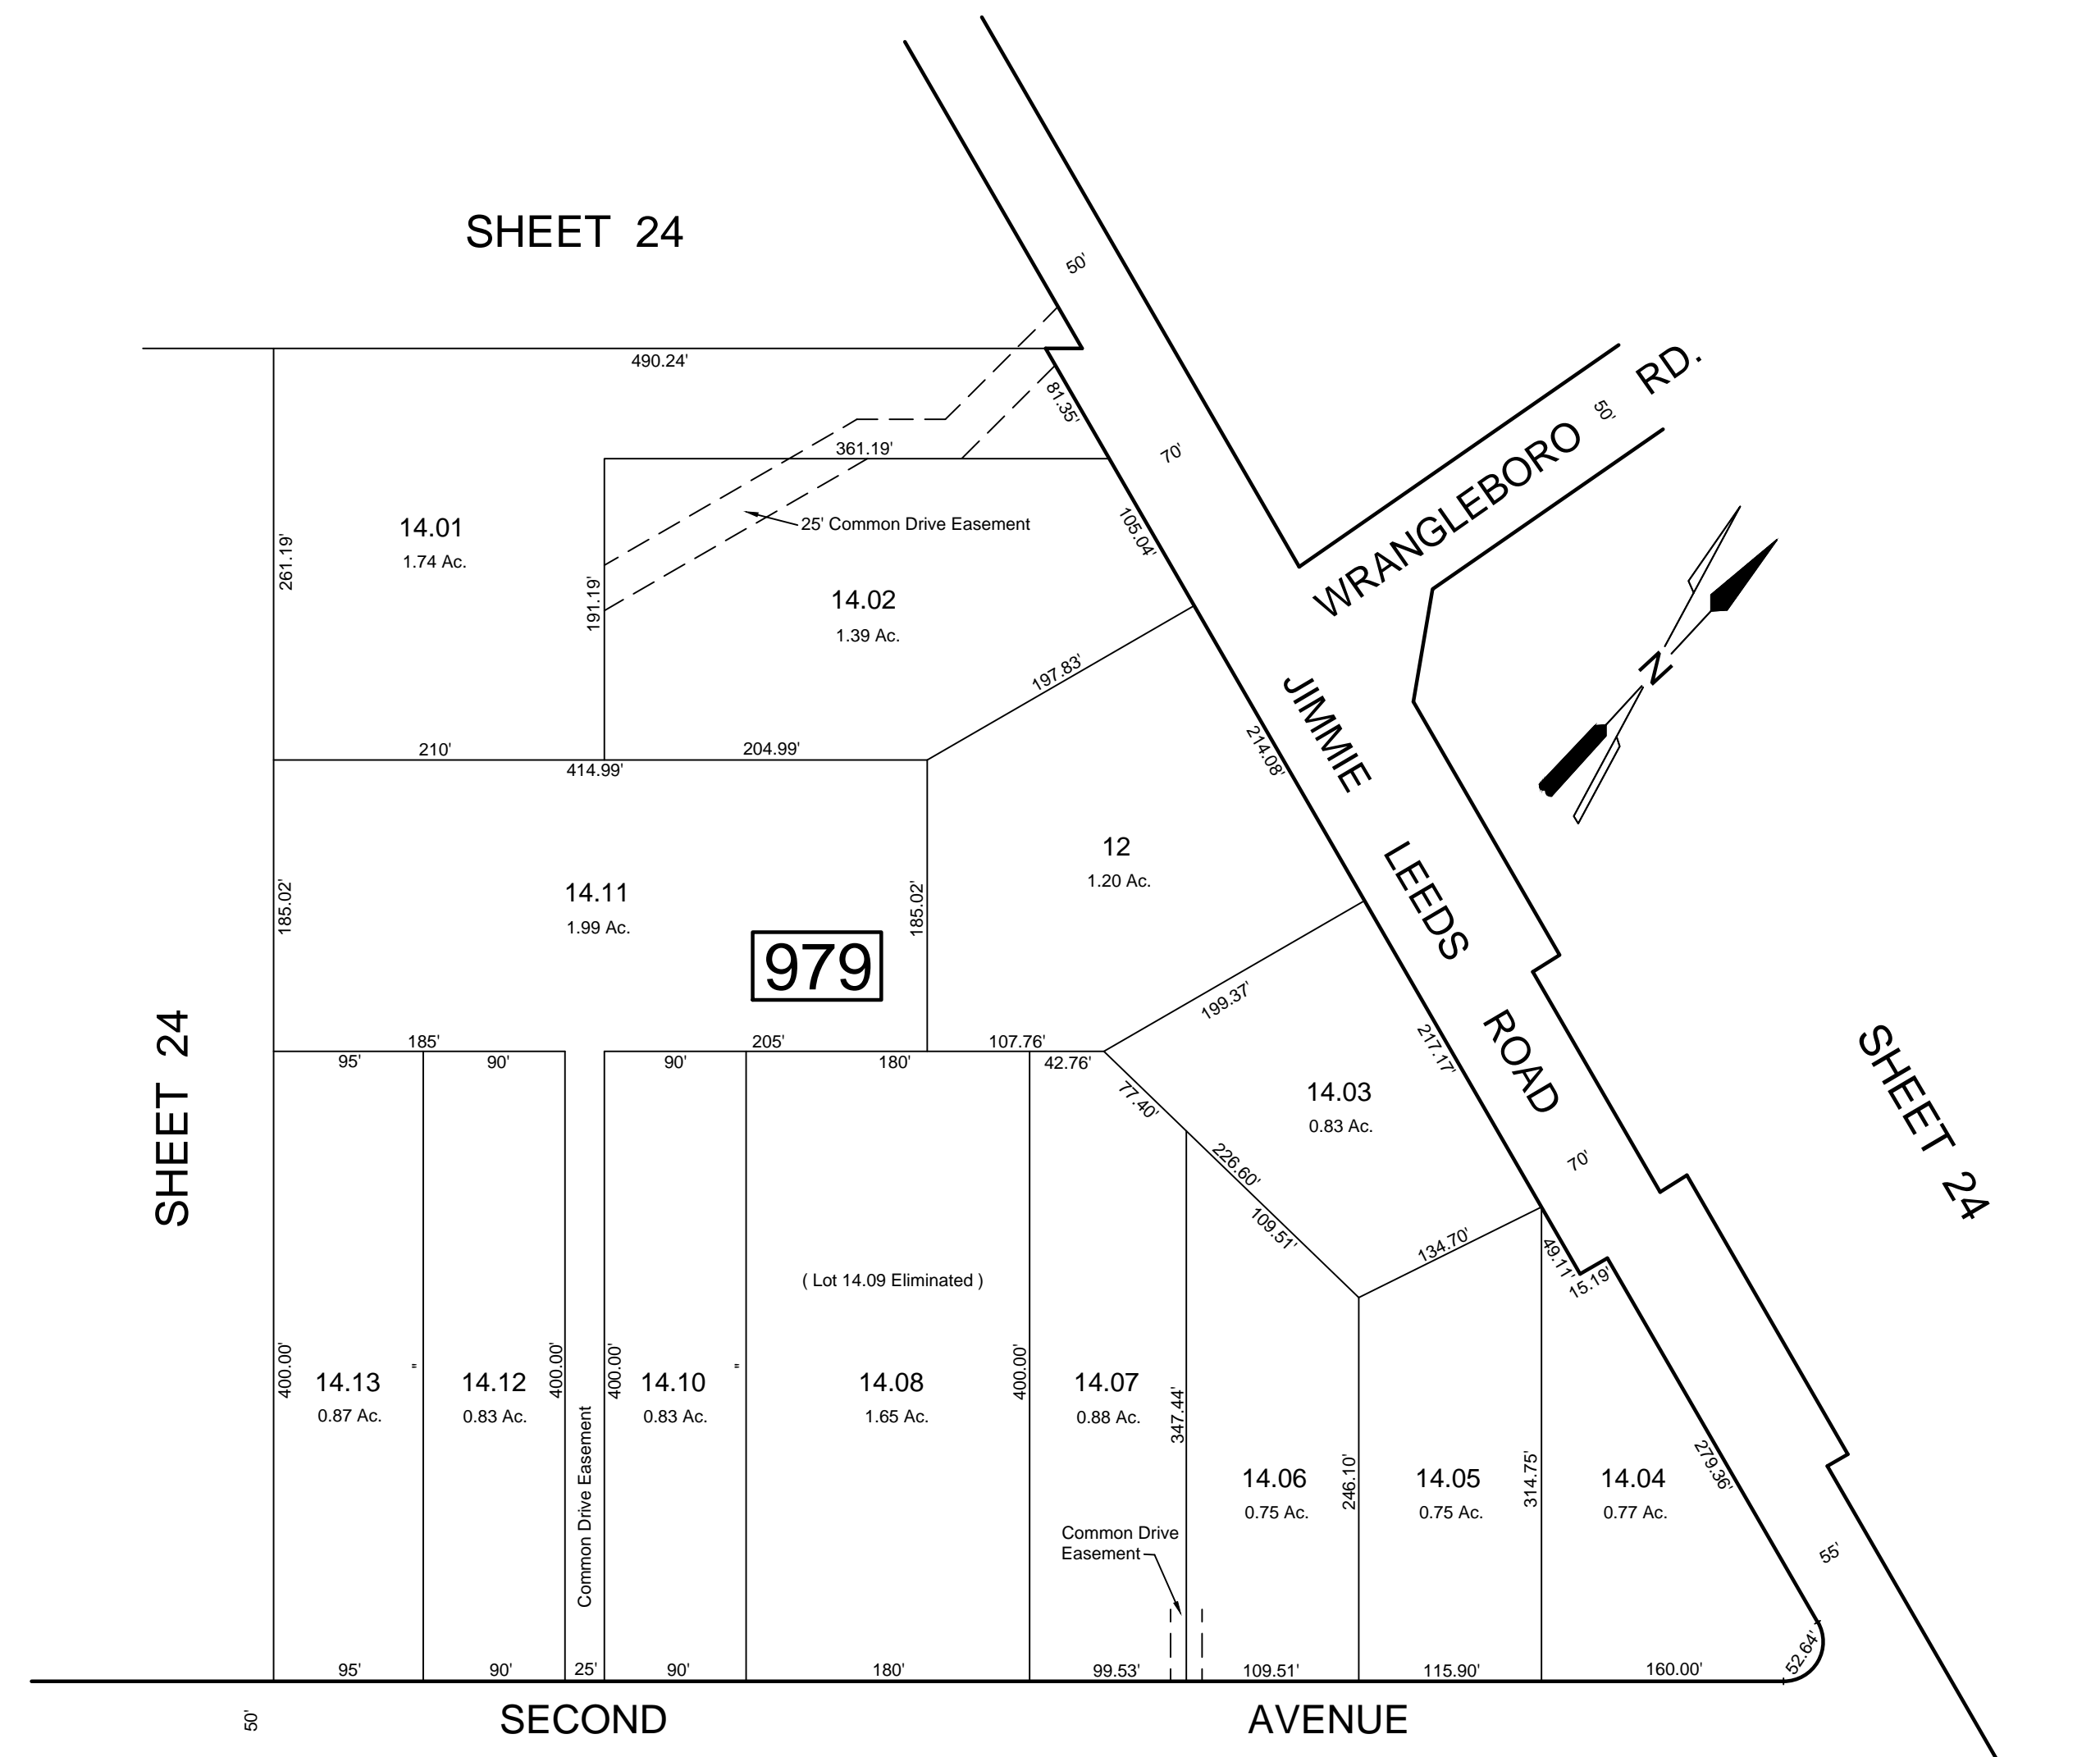 SHEET 24
50'
490.24'
81.35'
70'
361.19'
50'
WRANGLEBORO RD.
14.01
1.74 Ac.
261.19'
25' Common Drive Easement
105.04'
191.19'
14.02
1.39 Ac.
197.83'
N
210'
204.99'
414.99'
214.08'
JIMMIE LEEDS ROAD
12
1.20 Ac.
185.02'
14.11
1.99 Ac.
185.02'
979
199.37'
217.17'
SHEET 24
SHEET 24
185'
205'
107.76'
95'
90'
90'
180'
42.76'
77.40'
14.03
0.83 Ac.
226.60'
109.51'
134.70'
70'
49.11'
15.19'
( Lot 14.09 Eliminated )
400.00'
14.13
0.87 Ac.
"
14.12
0.83 Ac.
400.00'
Common Drive Easement
400.00'
14.10
0.83 Ac.
"
14.08
1.65 Ac.
400.00'
14.07
0.88 Ac.
347.44'
14.06
0.75 Ac.
246.10'
14.05
0.75 Ac.
314.75'
14.04
0.77 Ac.
279.36'
Common Drive
Easement
55'
52.64'
95'
90'
25'
90'
180'
99.53'
109.51'
115.90'
160.00'
50'
SECOND AVENUE